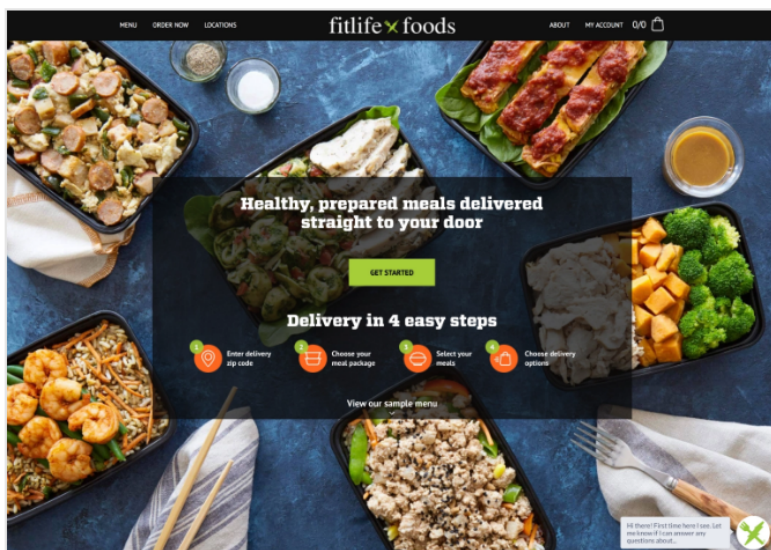 MENU ORDER NOW LOCATIONS fitlife foods ABOUT MY ACCOUNT 0/0
Healthy, prepared meals delivered
straight to your door
GET STARTED
Delivery in 4 easy steps
1 Enter delivery
zip code
2 Choose your
meal package
3 Select your
meals
4 Choose delivery
options
View our sample menu
Hi there! First time here I see. Let
me know if I can answer any
questions about...